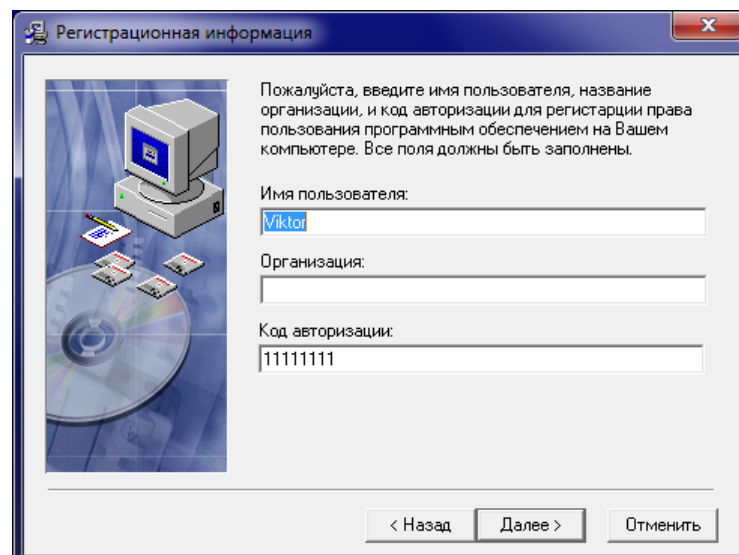 Регистрационная информация
Пожалуйста, введите имя пользователя, название
организации, и код авторизации для регистарции права
пользования программным обеспечением на Вашем
компьютере. Все поля должны быть заполнены.
Имя пользователя:
Viktor
Организация:
Код авторизации:
11111111
< Назад
Далее >
Отменить